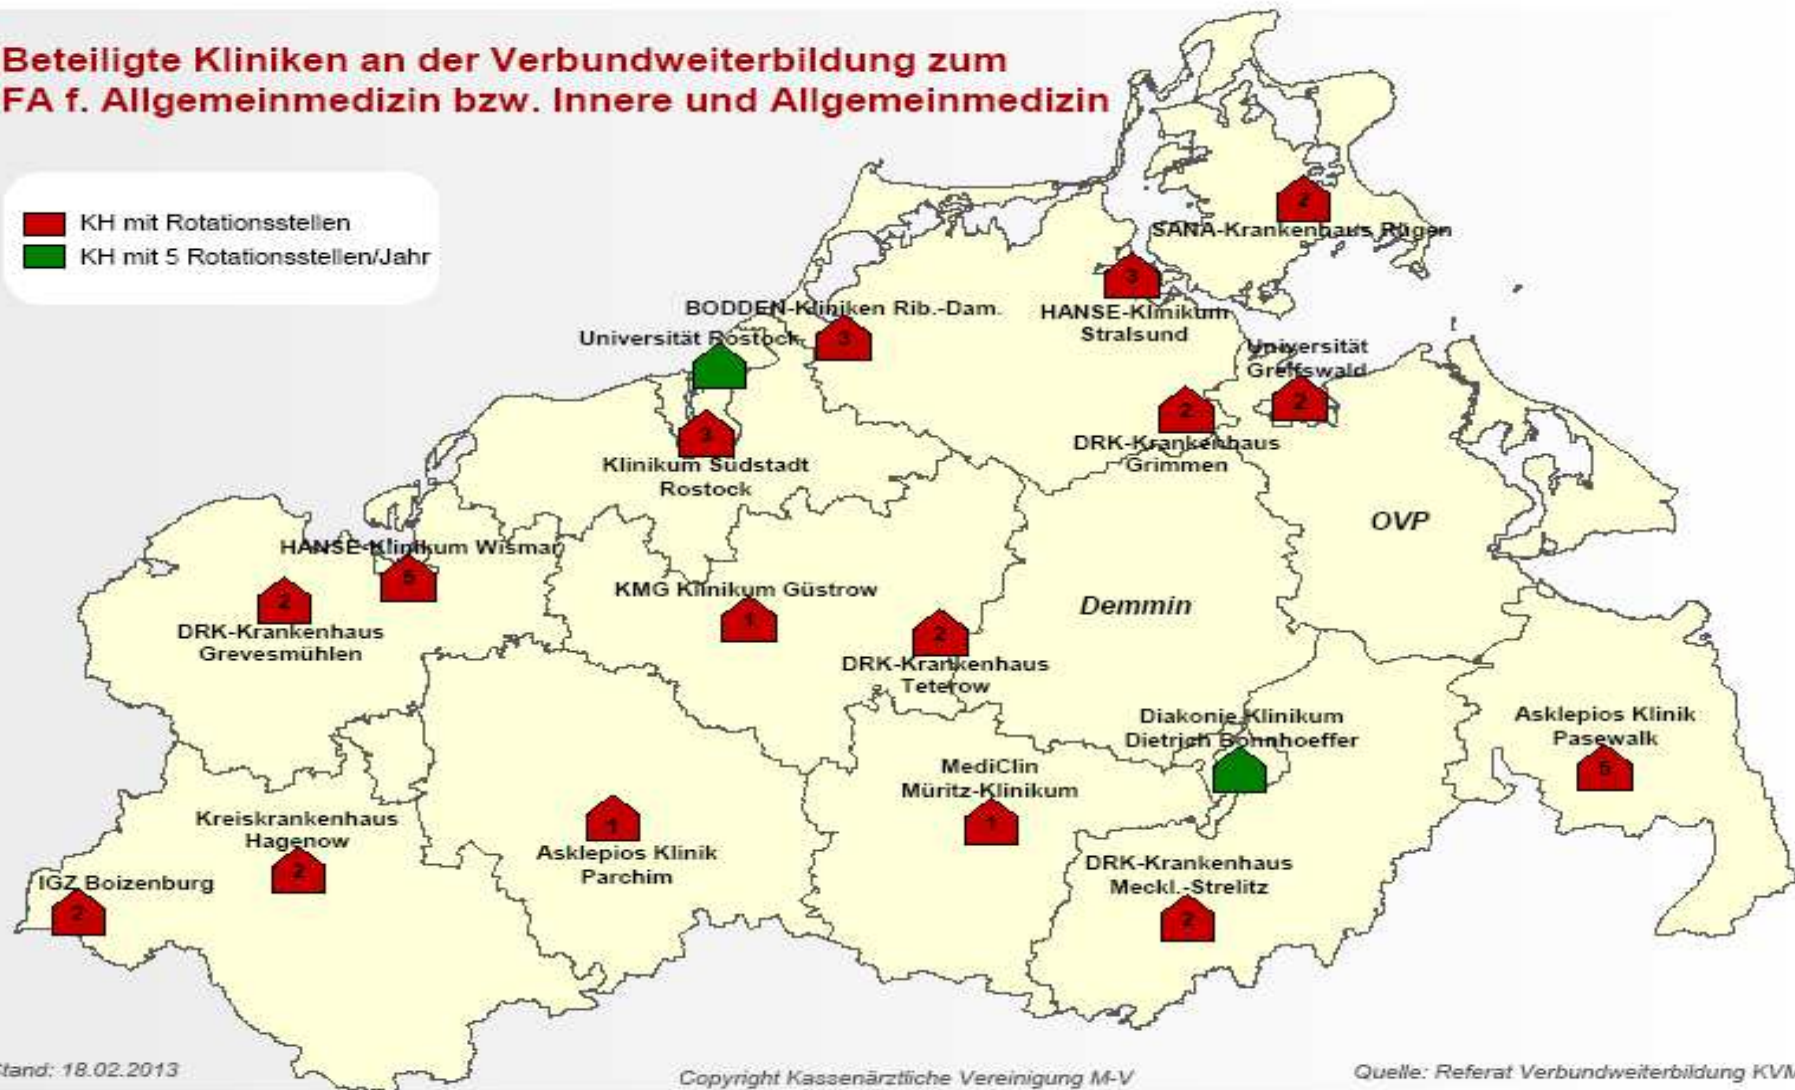 Beteiligte Kliniken an der Verbundweiterbildung zum
FA f. Allgemeinmedizin bzw. Innere und Allgemeinmedizin
KH mit Rotationsstellen
KH mit 5 Rotationsstellen/Jahr
2
SANA-Krankenhaus Rügen
3
HANSE-Klinikum
Stralsund
BODDEN-Kliniken Rib.-Dam.
3
Universität Rostock
Universität
Greifswald
2
2
DRK-Krankenhaus
Grimmen
3
Klinikum Südstadt
Rostock
OVP
HANSE-Klinikum Wismar
5
2
DRK-Krankenhaus
Grevesmühlen
KMG Klinikum Güstrow
1
Demmin
2
DRK-Krankenhaus
Teterow
Diakonie Klinikum
Dietrich Bonnhoeffer
Asklepios Klinik
Pasewalk
5
MediClin
Müritz-Klinikum
1
Kreiskrankenhaus
Hagenow
2
1
Asklepios Klinik
Parchim
DRK-Krankenhaus
Meckl.-Strelitz
2
IGZ Boizenburg
2
Stand: 18.02.2013
Copyright Kassenärztliche Vereinigung M-V
Quelle: Referat Verbundweiterbildung KVM